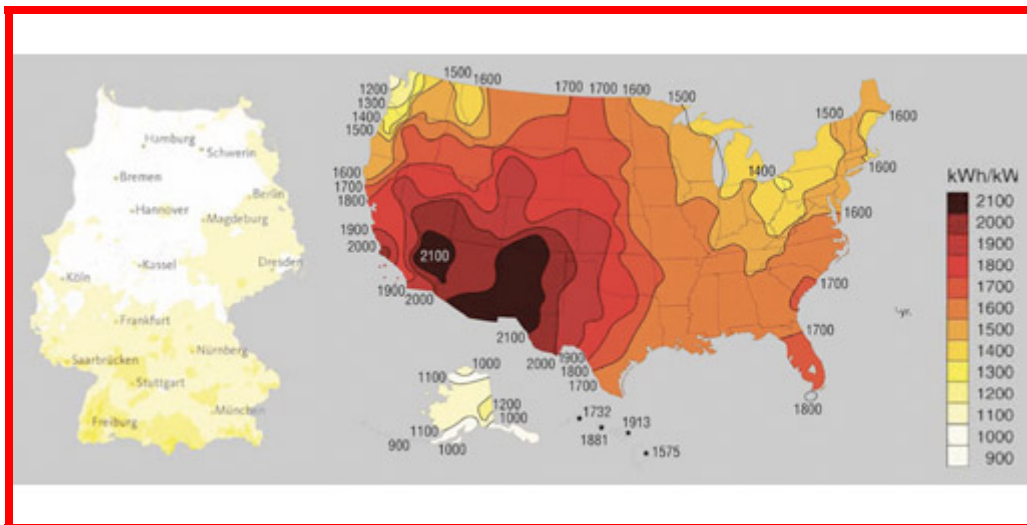 Hamburg
Schwerin
Bremen
Berlin
Hannover
Magdeburg
Kassel
Dresden
Köln
Frankfurt
Saarbrücken
Nürnberg
Stuttgart
Freiburg
München
1200
1300
1400
1500
1500
1600
1700 1700 1600
1500
1500
1600
1600
1400
1600
1600
1700
1800
1900
2000
2100
1900
2000
1700
1700
1800
2100
2000
1900
1800
1700
1000
1100
1200
1000
1100
900
1000
1732
1881
1913
1575
kWh/kW
2100
2000
1900
1800
1700
1600
1500
1400
1300
1200
1100
1000
900
-yr.